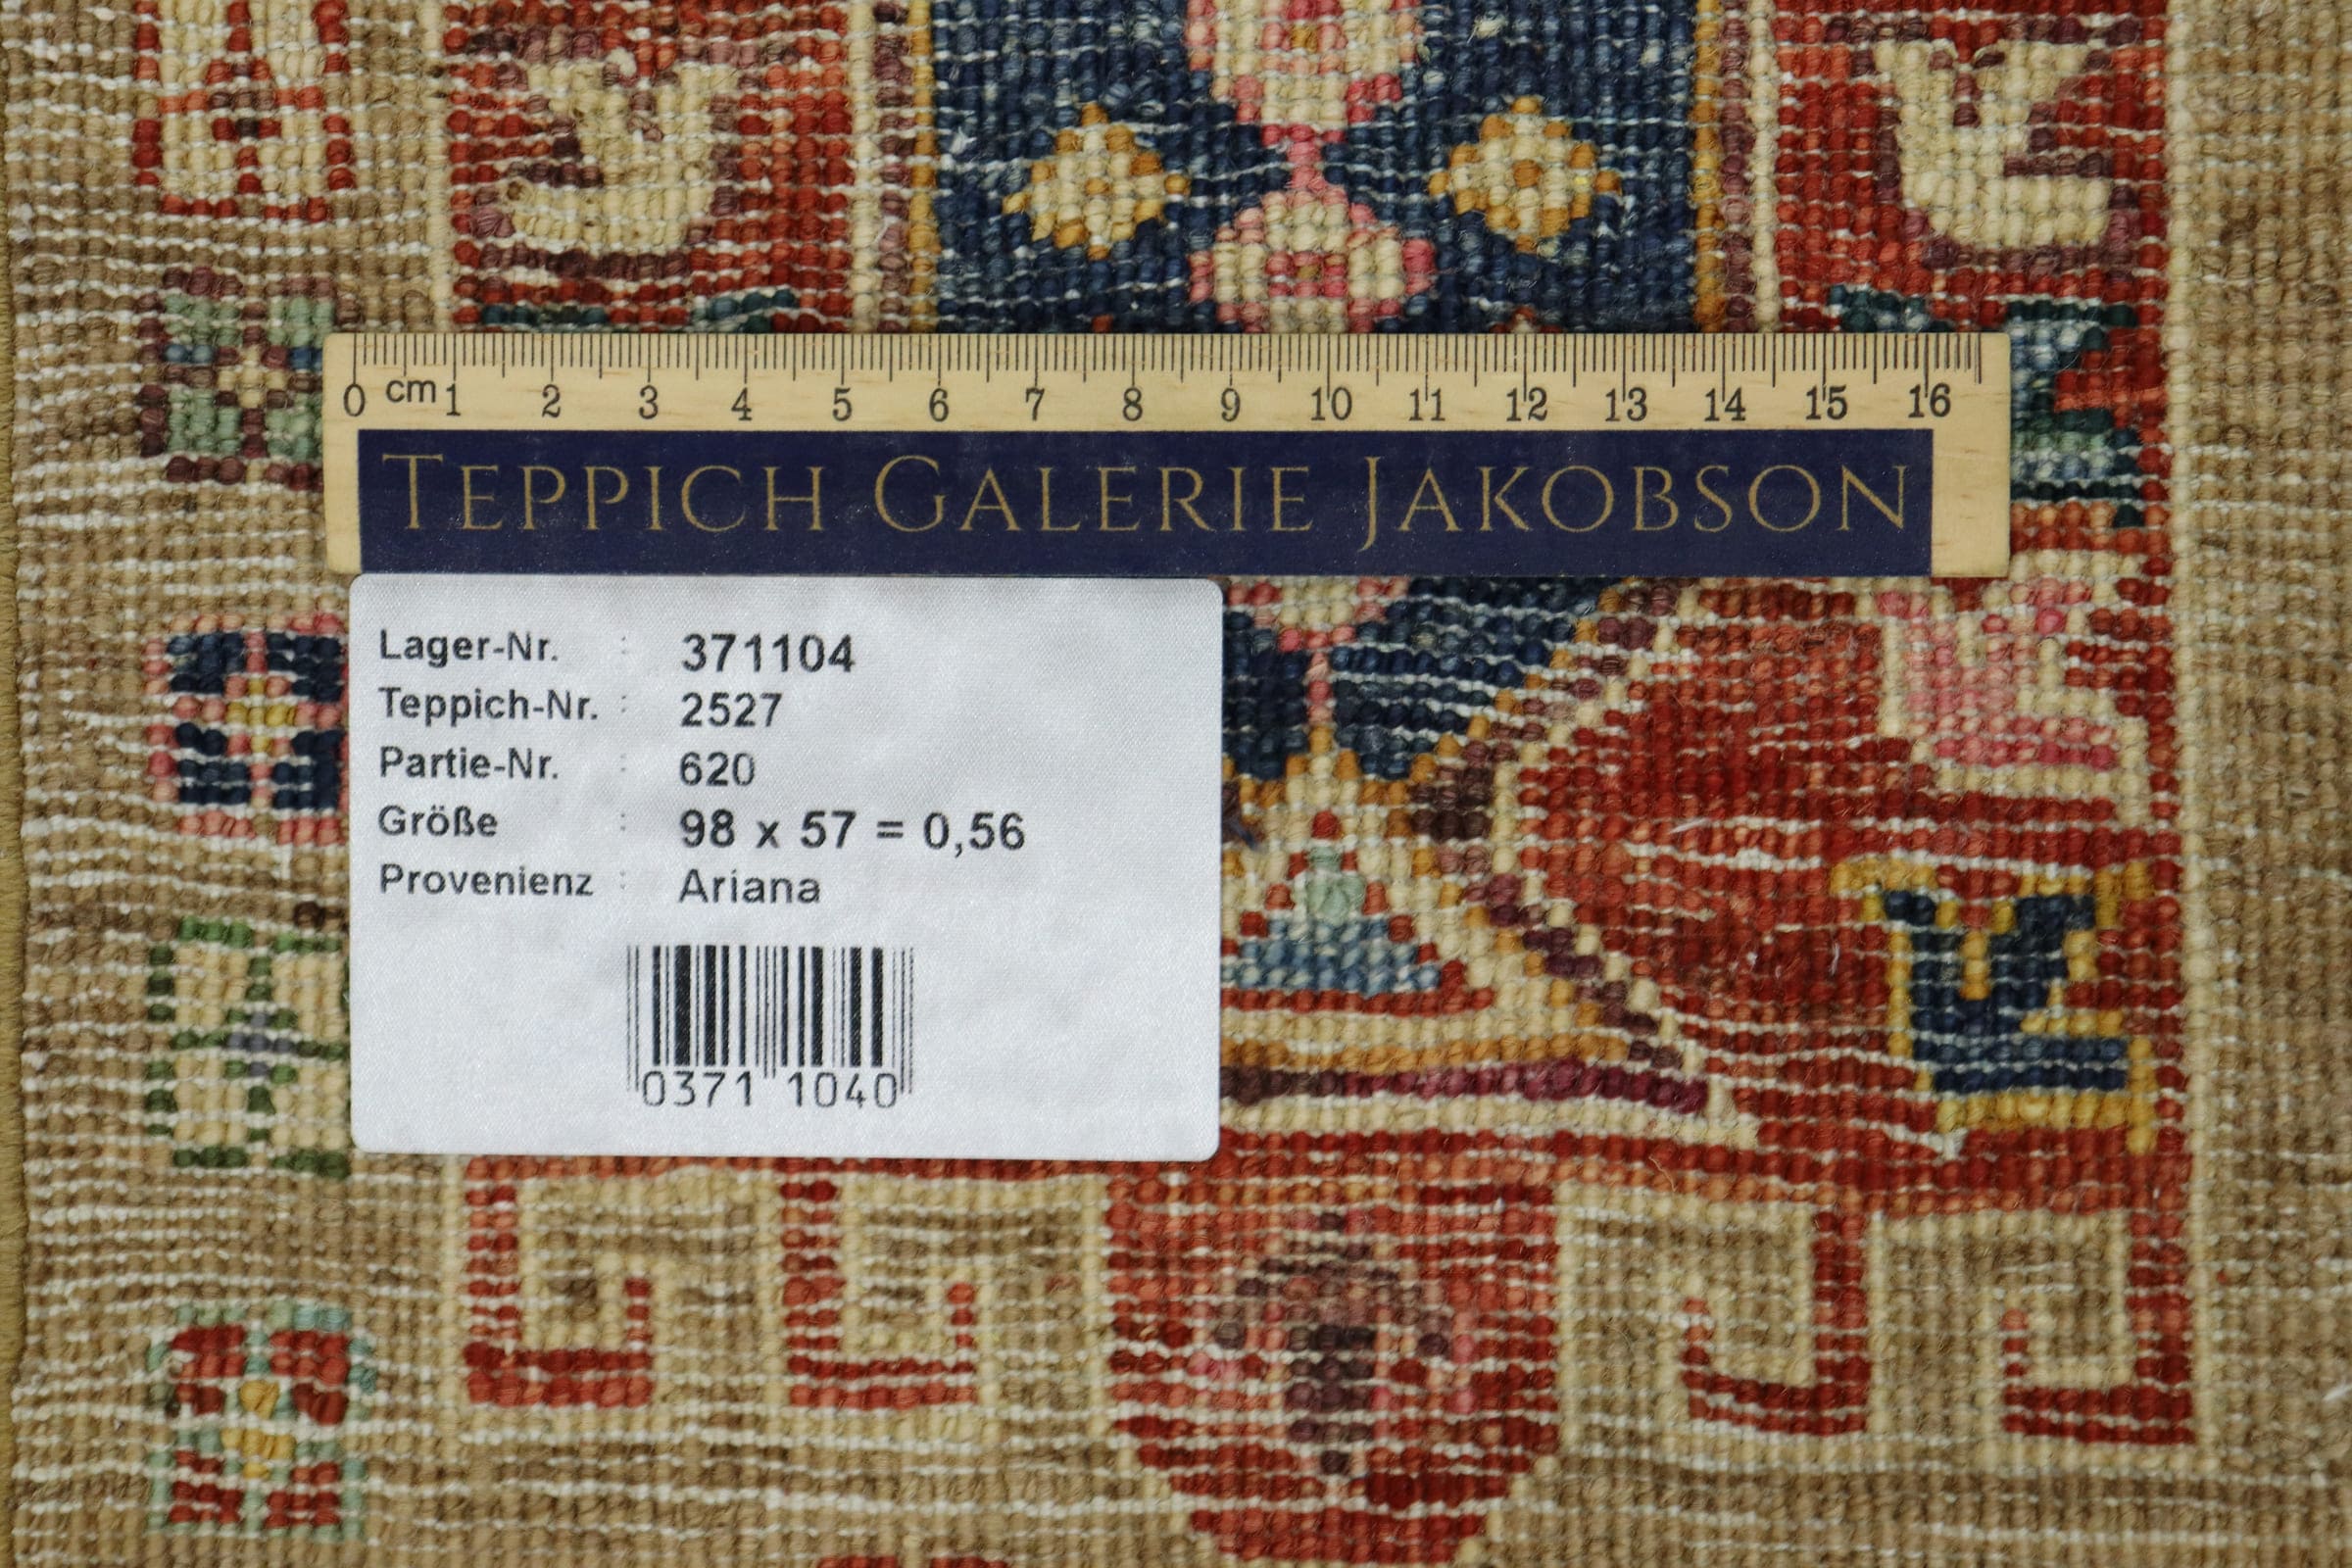 0 cm 1 2 3 4 5 6 7 8 9 10 11 12 13 14 15 16
TEPPICH GALERIE JAKOBSON
Lager-Nr. : 371104
Teppich-Nr. : 2527
Partie-Nr. : 620
Größe : 98 x 57 = 0,56
Provenienz : Ariana
0371 1040